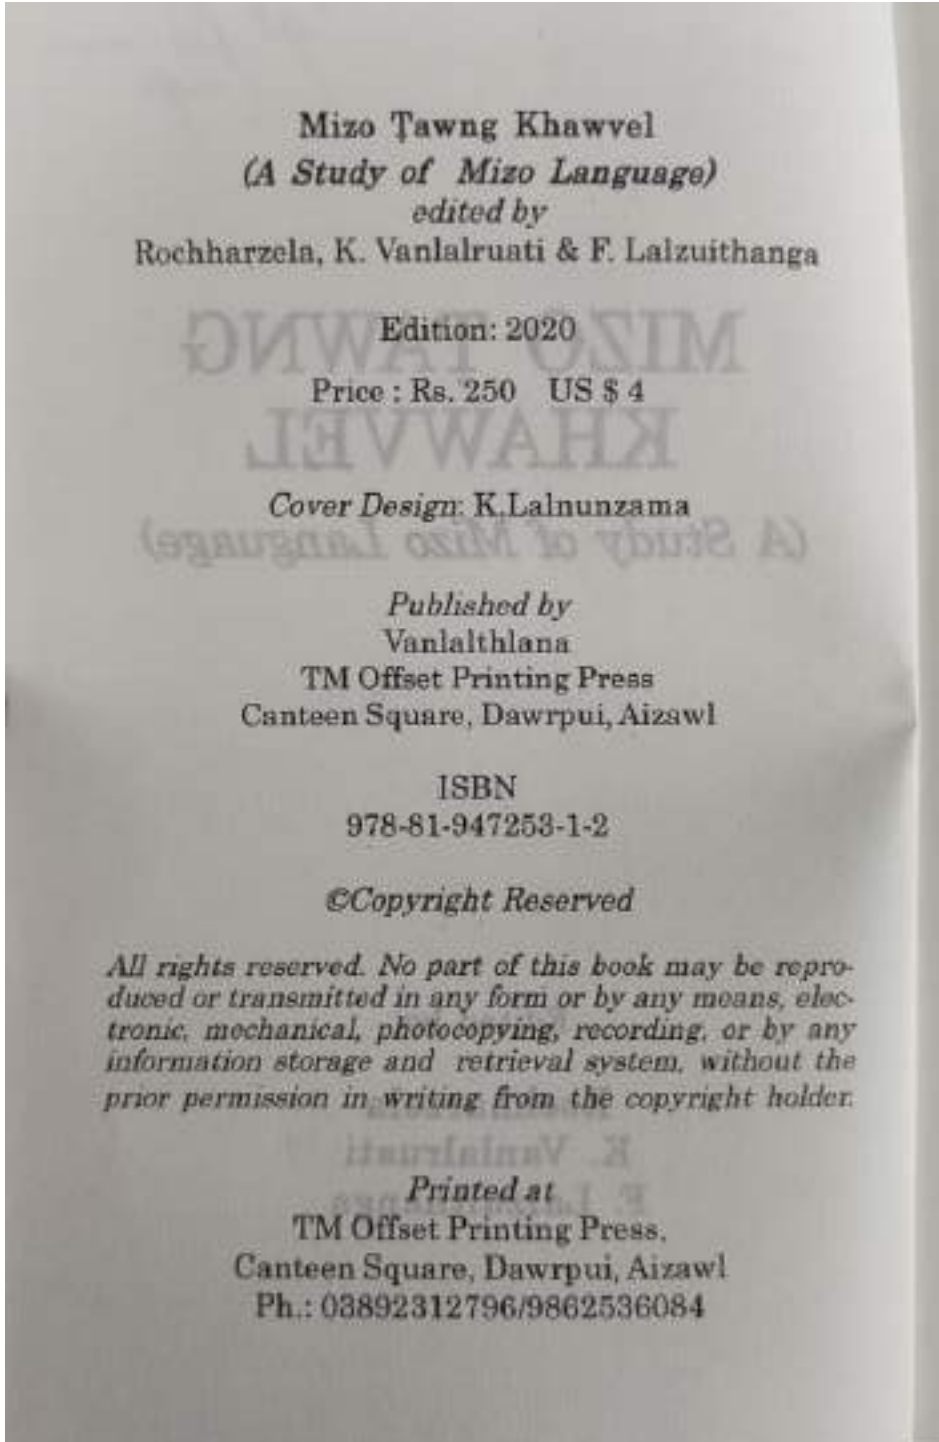 Mizo Ṭawng Khawvel
(A Study of Mizo Language)
edited by
Rochharzela, K. Vanlalruati & F. Lalzuithanga
Edition: 2020
Price : Rs. 250 US $ 4
Cover Design: K.Lalnunzama
Published by
Vanlalthlana
TM Offset Printing Press
Canteen Square, Dawrpui, Aizawl
ISBN
978-81-947253-1-2
©Copyright Reserved
All rights reserved. No part of this book may be repro-
duced or transmitted in any form or by any means, elec-
tronic, mechanical, photocopying, recording, or by any
information storage and retrieval system, without the
prior permission in writing from the copyright holder.
Printed at
TM Offset Printing Press,
Canteen Square, Dawrpui, Aizawl
Ph.: 03892312796/9862536084